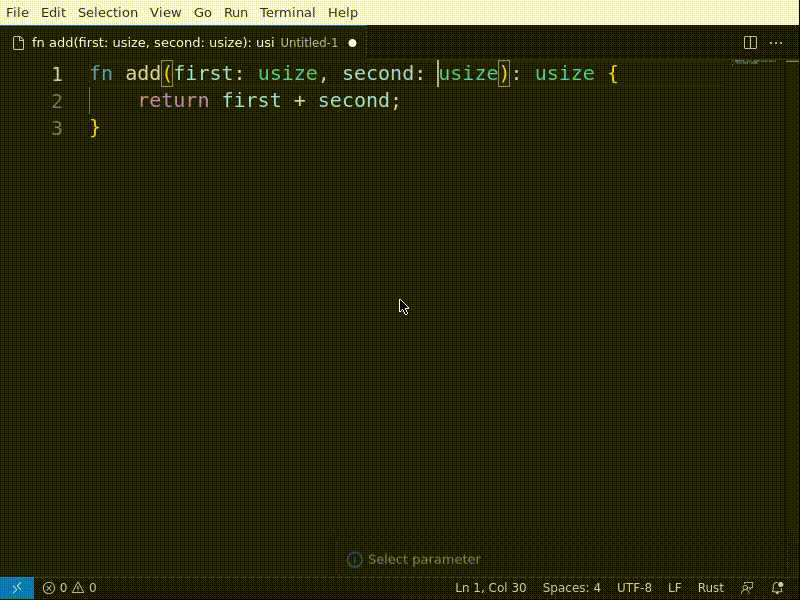 File Edit Selection View Go Run Terminal Help
fn add(first: usize, second: usize): usi Untitled-1
1 fn add(first: usize, second: usize): usize {
2 return first + second;
3 }
Select parameter
0 0 Ln 1, Col 30 Spaces: 4 UTF-8 LF Rust